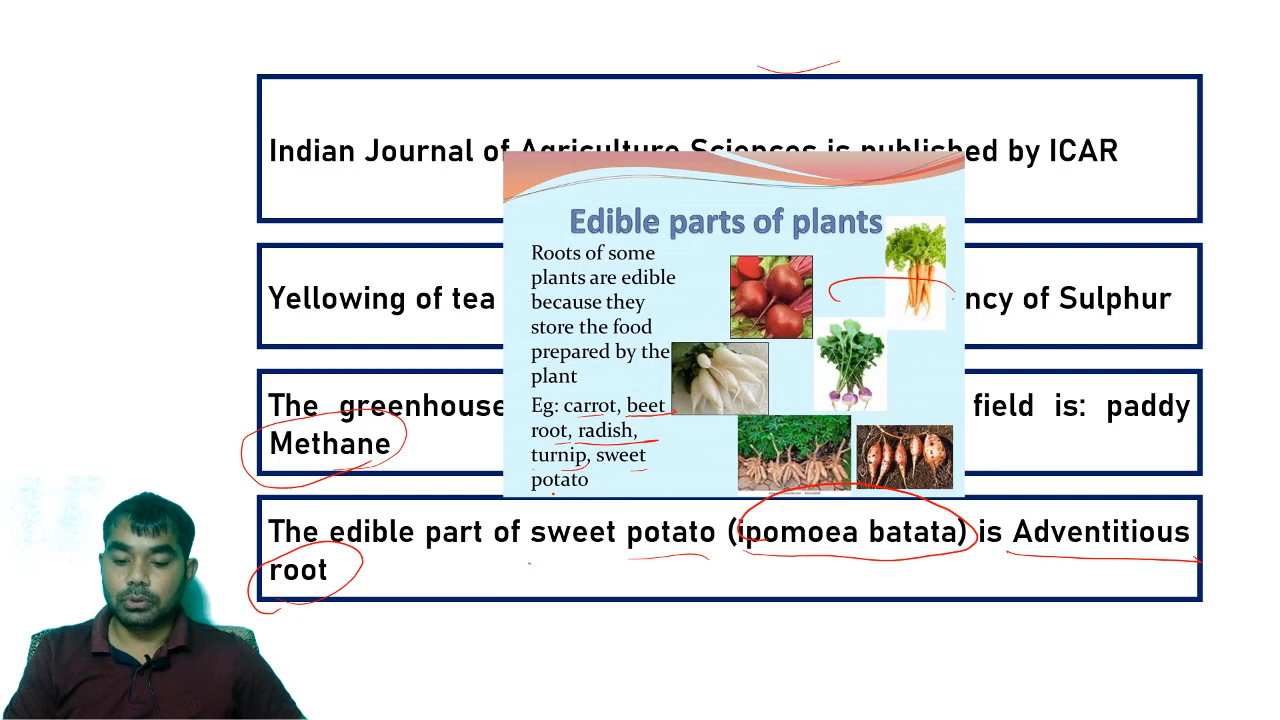 Indian Journal of Agriculture Sciences is published by ICAR
Yellowing of tea
ncy of Sulphur
The greenhouse
field is: paddy
Methane
The edible part of sweet potato (ipomoea batata) is Adventitious
root
Edible parts of plants
Roots of some
plants are edible
because they
store the food
prepared by the
plant
Eg: carrot, beet
root, radish,
turnip, sweet
potato